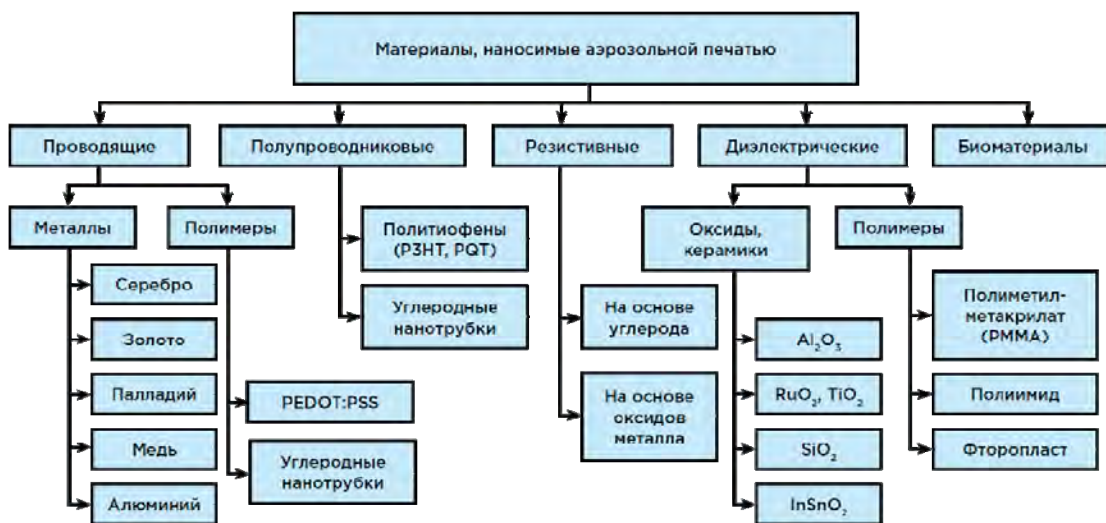 Материалы, наносимые аэрозольной печатью
Проводящие
Полупроводниковые
Резистивные
Диэлектрические
Биоматериалы
Металлы
Полимеры
Серебро
Золото
Палладий
Медь
Алюминий
PEDOT:PSS
Углеродные
нанотрубки
Политиофены
(P3HT, PQT)
Углеродные
нанотрубки
На основе
углерода
На основе
оксидов
металла
Оксиды,
керамики
Полимеры
Al₂O₃
RuO₂, TiO₂
SiO₂
InSnO₂
Полиметил-
метакрилат
(PMMA)
Полиимид
Фторопласт